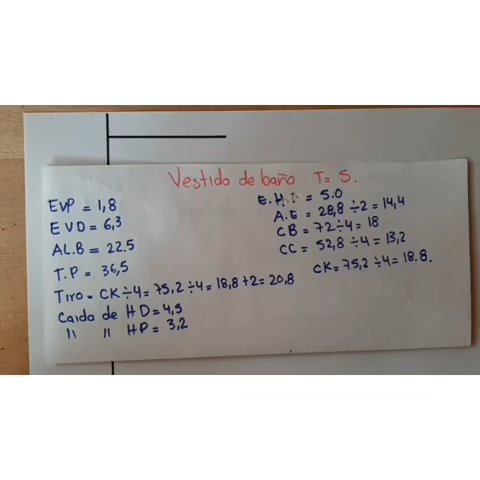 Vestido de baño T= S.
EVP = 1,8
EVD = 6,3
AL.B = 22.5
T.P = 36,5
Tiro = CK÷4= 75,2÷4= 18,8+2= 20,8
Caida de HD= 4,5
" " HP = 3,2
= 5.0
A.E = 28,8 ÷2 = 14,4
CB = 72÷4= 18
CC = 52,8 ÷4 = 13,2
CK= 75,2 ÷4= 18.8.